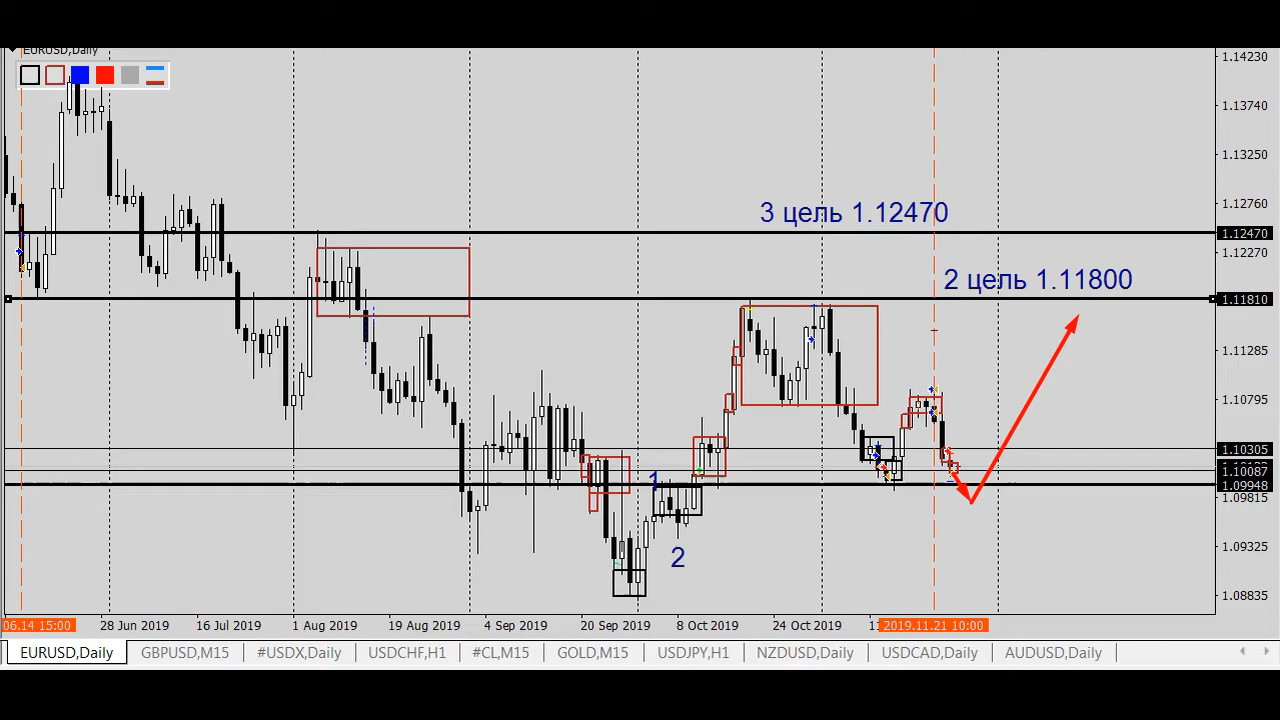 EURUSD,Daily
1.14230
1.13740
1.13250
1.12760
3 цель 1.12470
1.12470
1.12270
2 цель 1.11800
1.11810
1.11285
1.10795
1.10305
1.10087
1
1.09948
1.09815
2
1.09325
1.08835
06.14 15:00
28 Jun 2019
16 Jul 2019
1 Aug 2019
19 Aug 2019
4 Sep 2019
20 Sep 2019
8 Oct 2019
24 Oct 2019
2019.11.21 10:00
EURUSD,Daily
GBPUSD,M15
#USDX,Daily
USDCHF,H1
#CL,M15
GOLD,M15
USDJPY,H1
NZDUSD,Daily
USDCAD,Daily
AUDUSD,Daily